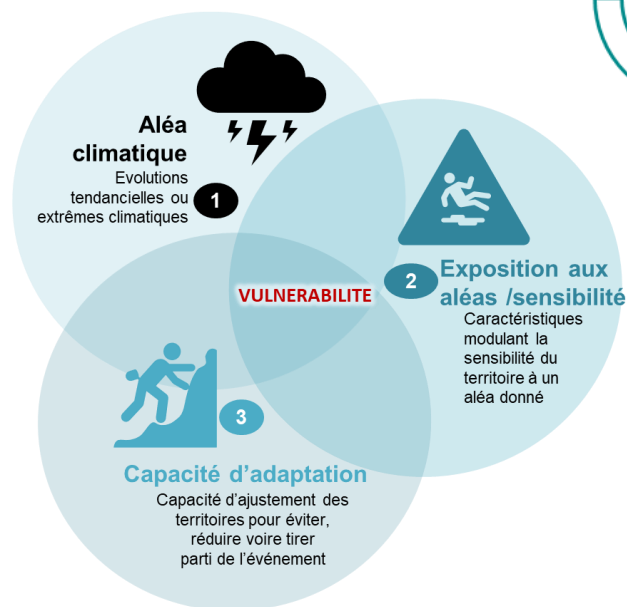 Aléa
climatique
Evolutions
tendancielles ou
extrêmes climatiques
1
2
Exposition aux
aléas /sensibilité
Caractéristiques
modulant la
sensibilité du
territoire à un
aléa donné
VULNERABILITE
3
Capacité d’adaptation
Capacité d’ajustement des
territoires pour éviter,
réduire voire tirer
parti de l’événement